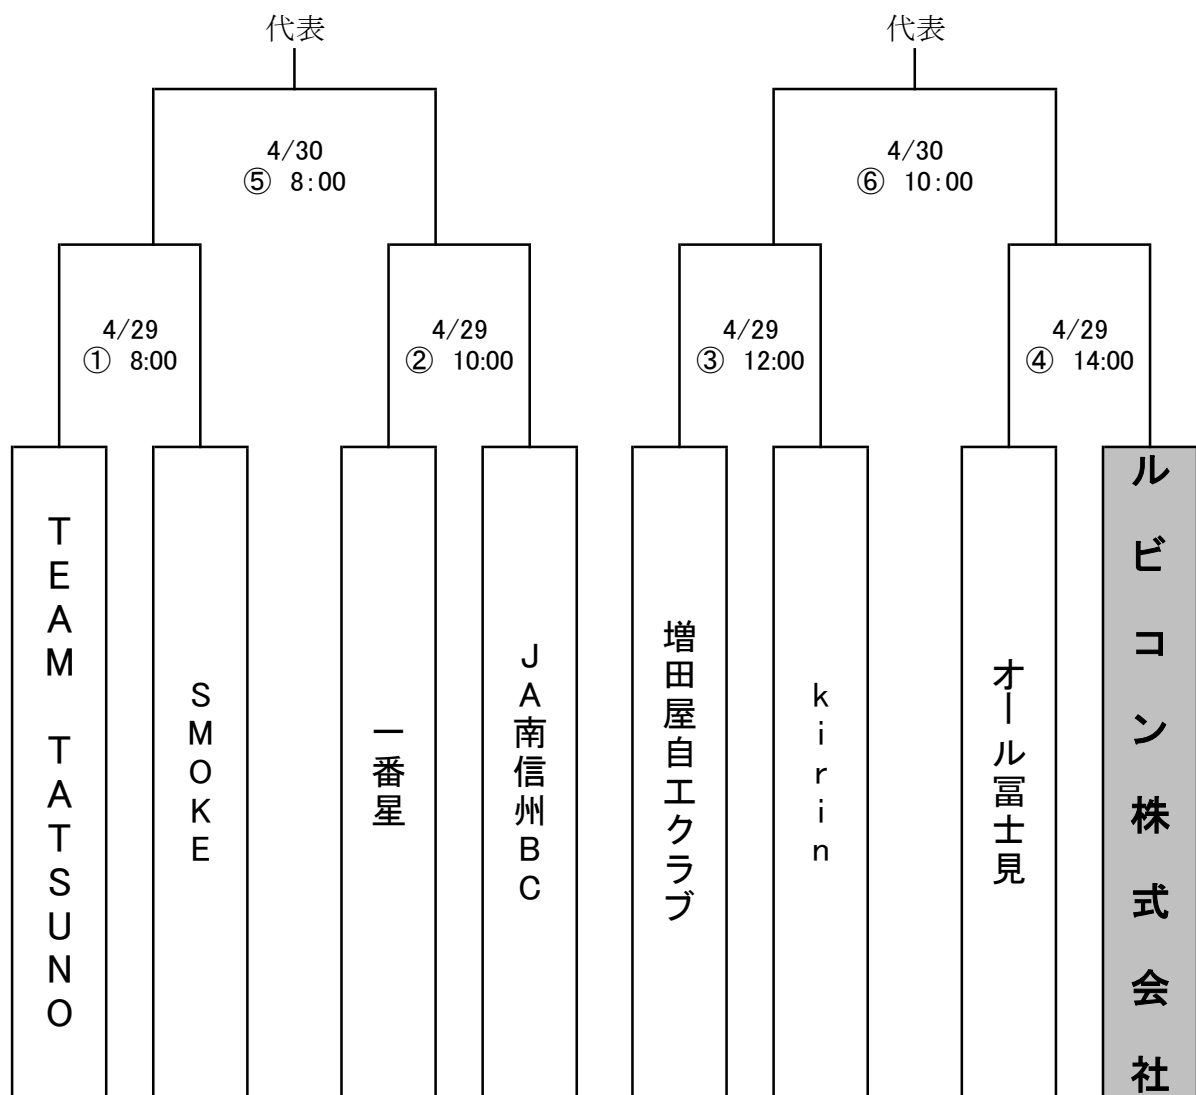 代表
代表
4/30
⑤ 8:00
4/30
⑥ 10:00
4/29
① 8:00
4/29
② 10:00
4/29
③ 12:00
4/29
④ 14:00
TEAM TATSUNO
SMOKE
一番星
JA南信州BC
増田屋自工クラブ
kirin
オール冨士見
ルビコン株式会社